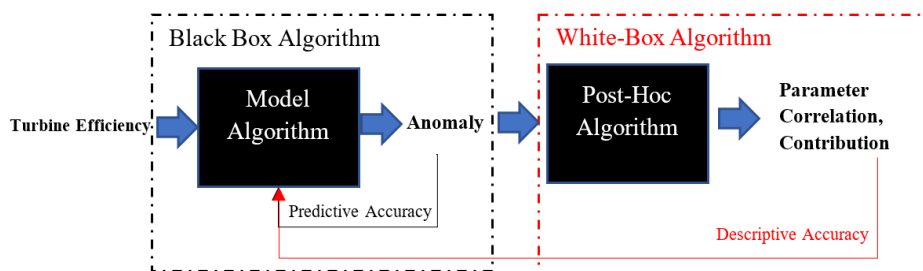 Black Box Algorithm
White-Box Algorithm
Turbine Efficiency
Model
Algorithm
Anomaly
Post-Hoc
Algorithm
Parameter
Correlation,
Contribution
Predictive Accuracy
Descriptive Accuracy